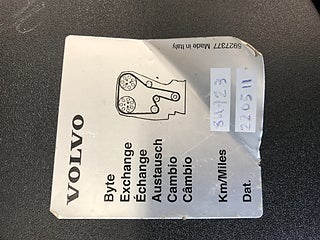 VOLVO
Byte
Exchange
Échange
Austausch
Cambio
Câmbio
Km/Miles
84723
Dat.
220511
5927377 Made in Italy